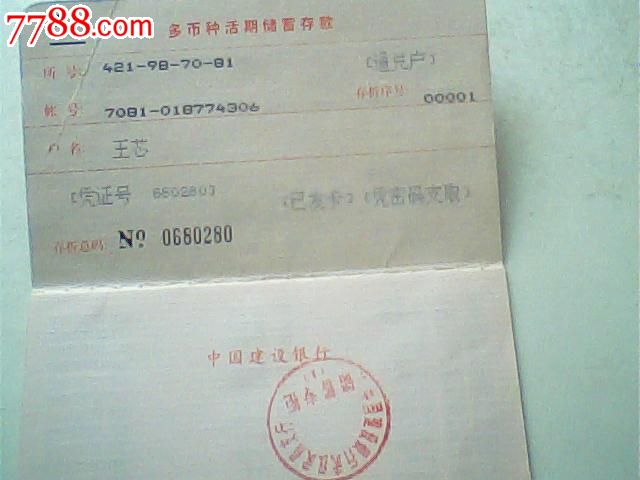 7788.com
多币种活期储蓄存款
所 号: 421-98-70-81 (通兑户)
帐 号: 7081-018774306 存折序号: 00001
户 名: 王芯
[凭证号 680280] (已发卡)(凭密码支取)
存折总码: No 0680280
中国建设银行